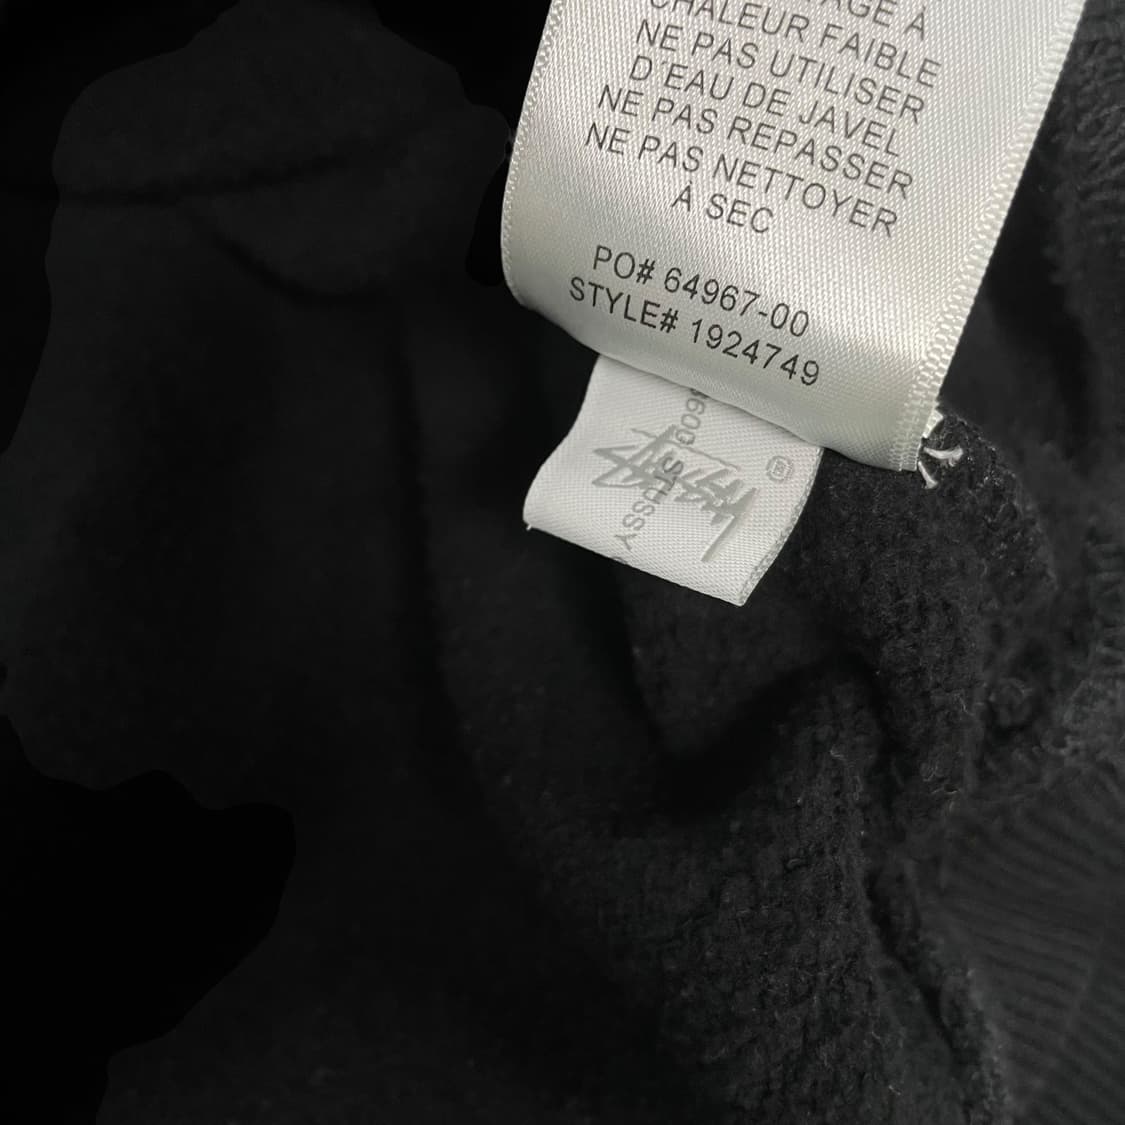 CHALEUR FAIBLE
NE PAS UTILISER
D'EAU DE JAVEL
NE PAS REPASSER
NE PAS NETTOYER
À SEC
PO# 64967-00
STYLE# 1924749
STUSSY
®